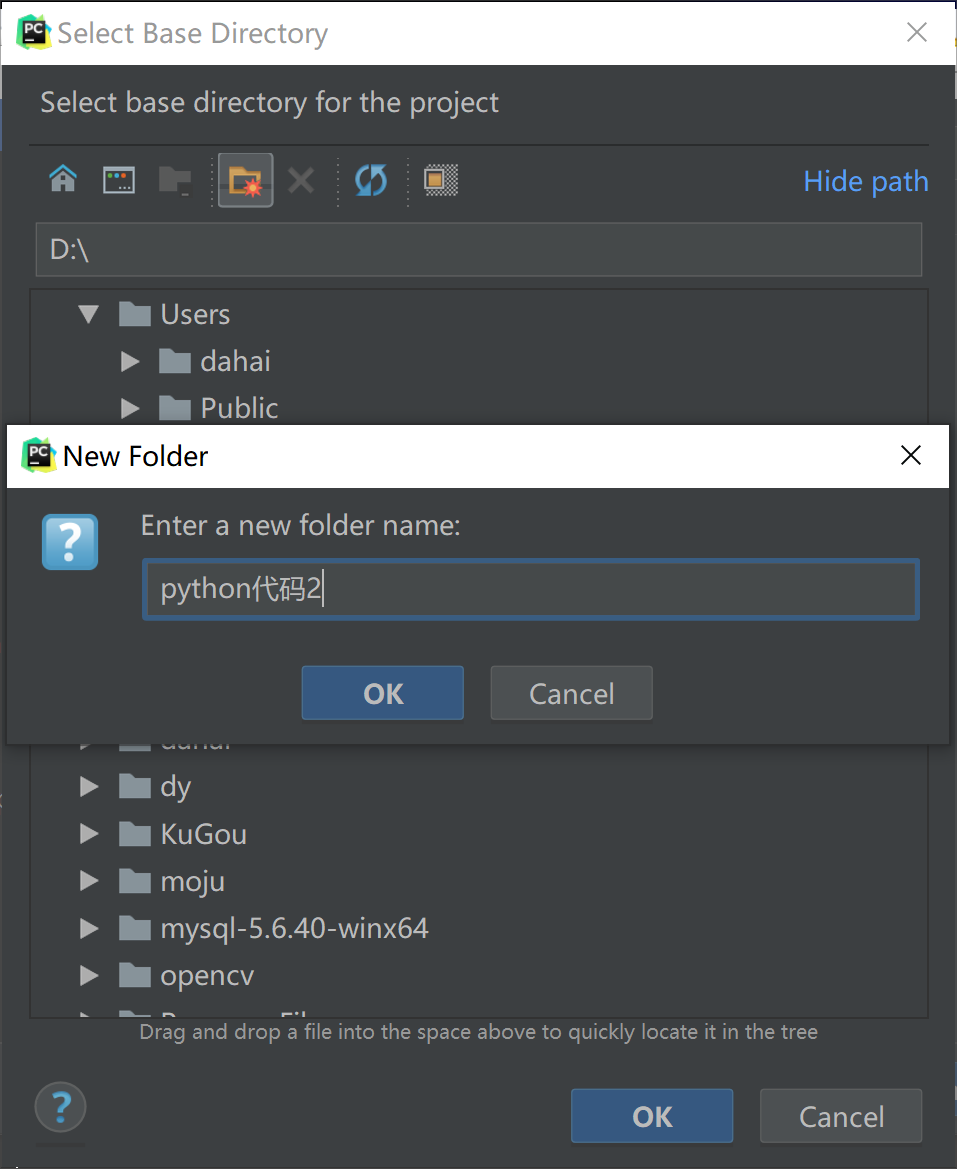 PC Select Base Directory
Select base directory for the project
Hide path
D:\
Users
dahai
Public
PC New Folder
? Enter a new folder name:
python代码2
OK Cancel
dy
KuGou
moju
mysql-5.6.40-winx64
opencv
Drag and drop a file into the space above to quickly locate it in the tree
? OK Cancel